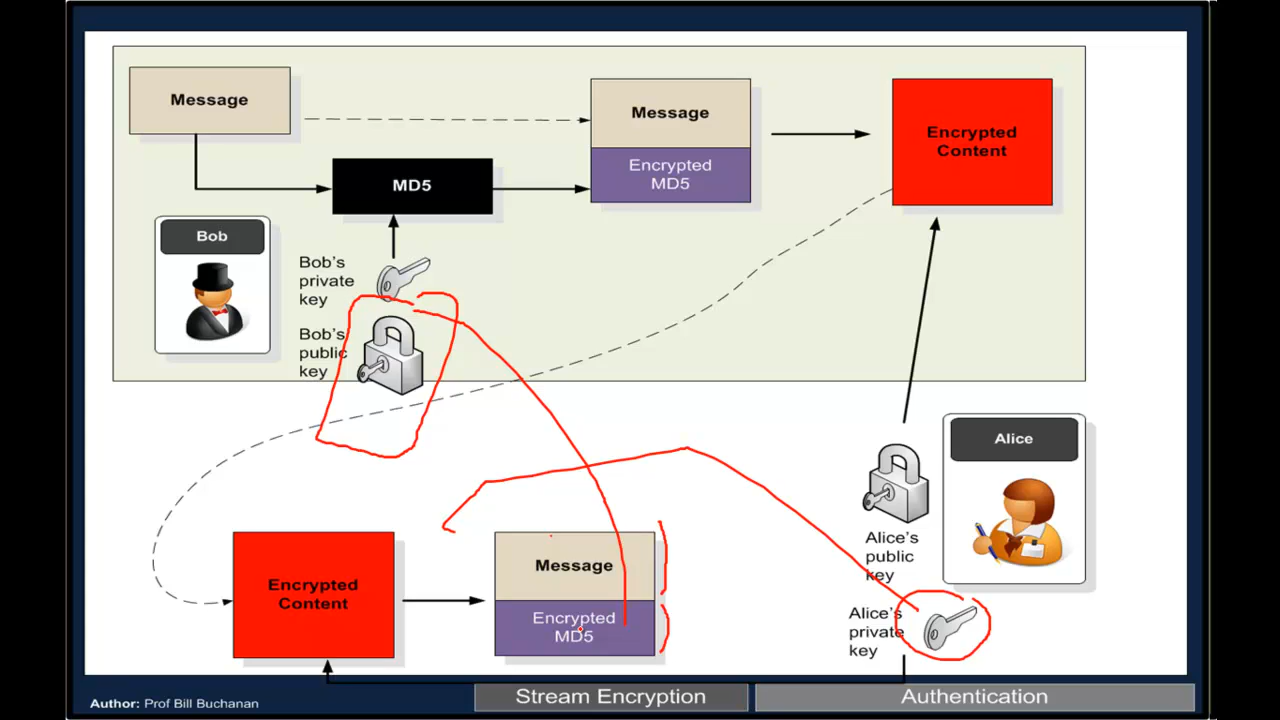 Message
Message
Encrypted
MD5
Encrypted
Content
MD5
Bob
Bob's
private
key
Bob's
public
key
Alice
Alice's
public
key
Encrypted
Content
Message
Encrypted
MD5
Alice's
private
key
Author: Prof Bill Buchanan
Stream Encryption
Authentication